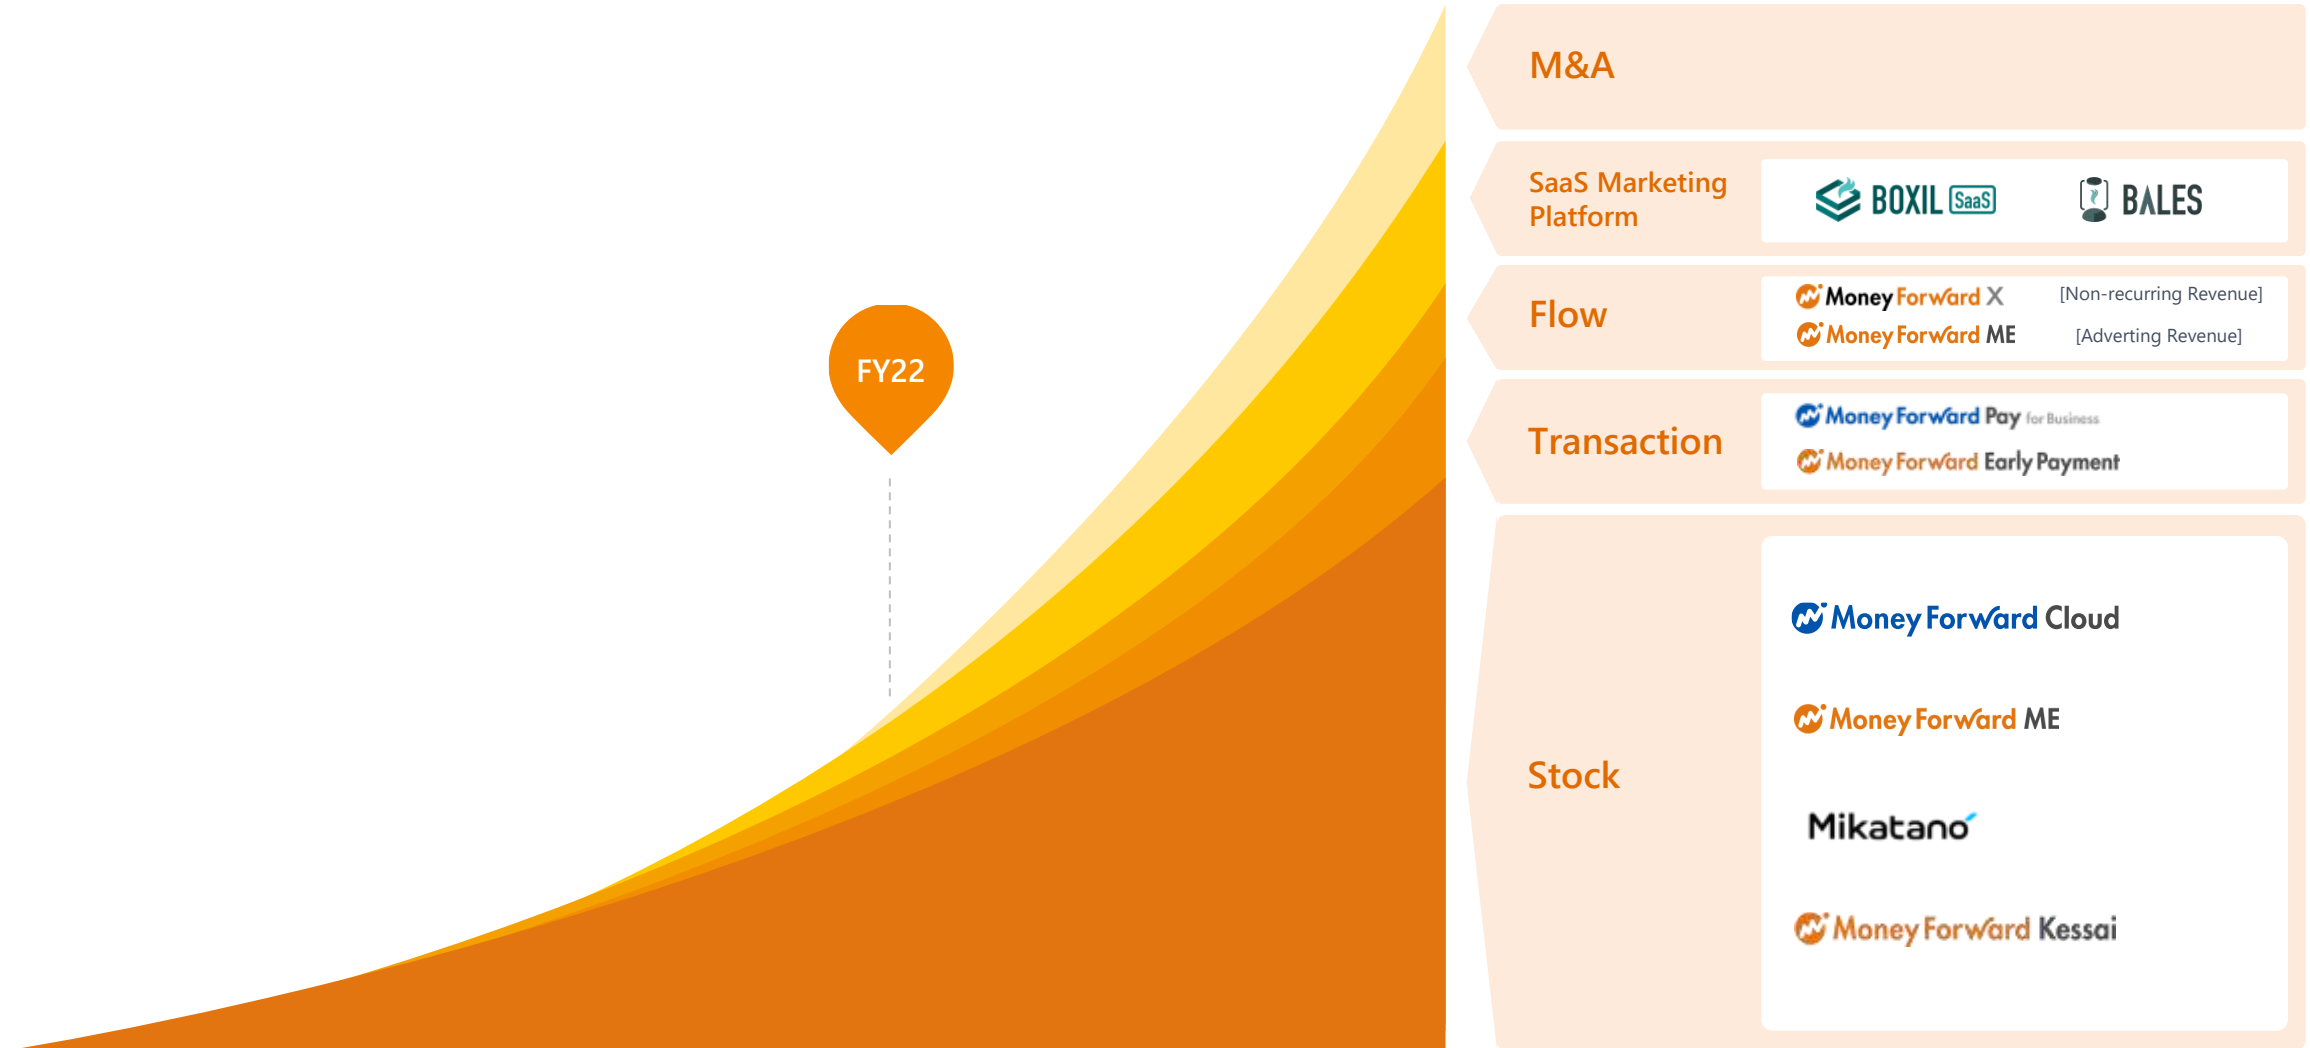 M&A
SaaS Marketing
Platform
BOXIL SaaS
BALES
FY22
Flow
Money Forward X [Non-recurring Revenue]
Money Forward ME [Adverting Revenue]
Transaction
Money Forward Pay for Business
Money Forward Early Payment
Stock
Money Forward Cloud
Money Forward ME
Mikatano
Money Forward Kessai